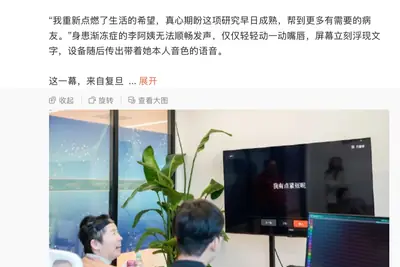 “我重新点燃了生活的希望，真心期盼这项研究早日成熟，帮到更多有需要的病
友。”身患渐冻症的李阿姨无法顺畅发声，仅仅轻轻动一动嘴唇，屏幕立刻浮现文
字，设备随后传出带着她本人音色的语音。
这一幕，来自复旦 ... 展开
收起 旋转 查看大图
我有点紧张呢